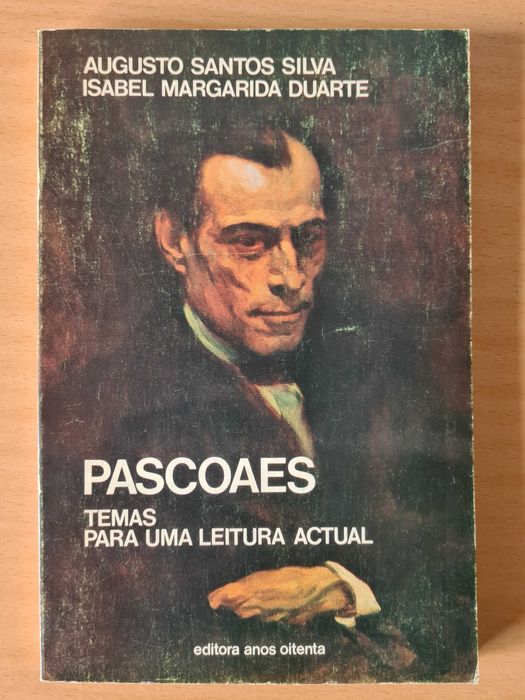 AUGUSTO SANTOS SILVA
ISABEL MARGARIDA DUARTE
PASCOAES
TEMAS
PARA UMA LEITURA ACTUAL
editora anos oitenta